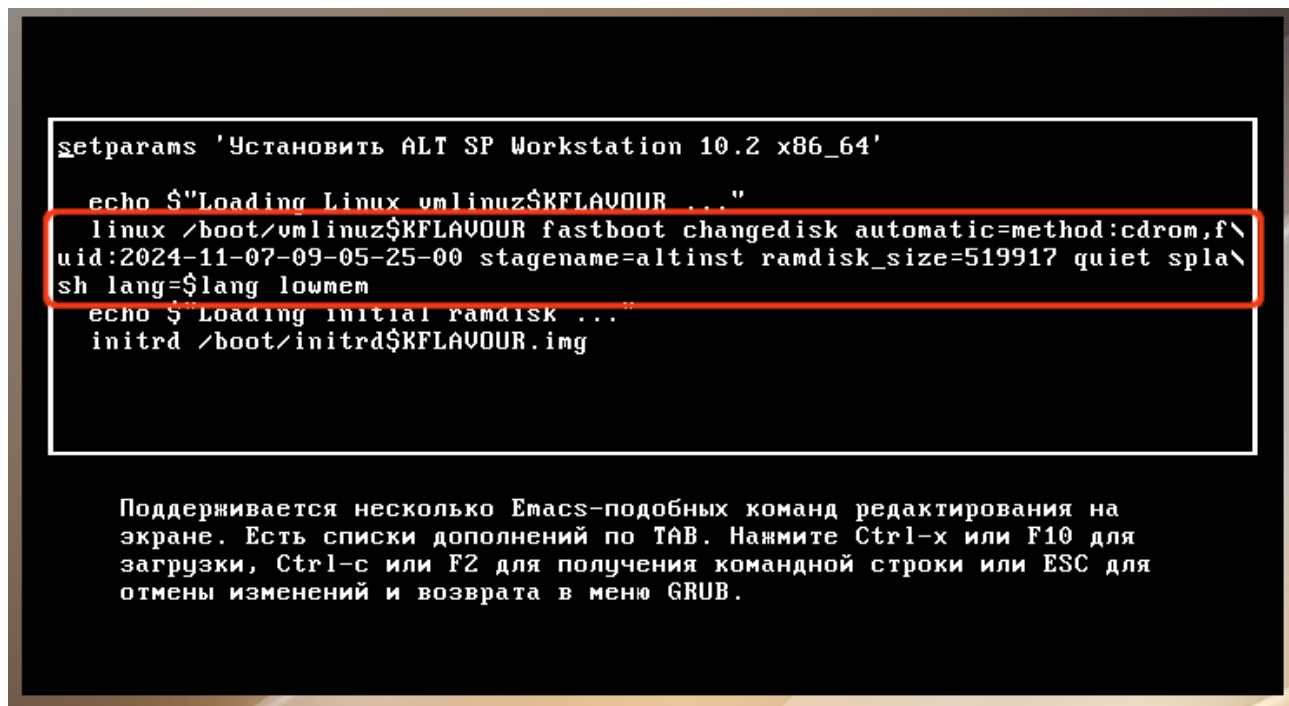 setparams 'Установить ALT SP Workstation 10.2 x86_64'
echo $"Loading Linux vmlinuz$KFLAVOUR ..."
linux /boot/vmlinuz$KFLAVOUR fastboot changedisk automatic=method:cdrom,f\
uid:2024-11-07-09-05-25-00 stagename=altinst ramdisk_size=519917 quiet spla\
sh lang=$lang lowmem
echo $"Loading initial ramdisk ..."
initrd /boot/initrd$KFLAVOUR.img
Поддерживается несколько Emacs-подобных команд редактирования на
экране. Есть списки дополнений по TAB. Нажмите Ctrl-x или F10 для
загрузки, Ctrl-c или F2 для получения командной строки или ESC для
отмены изменений и возврата в меню GRUB.